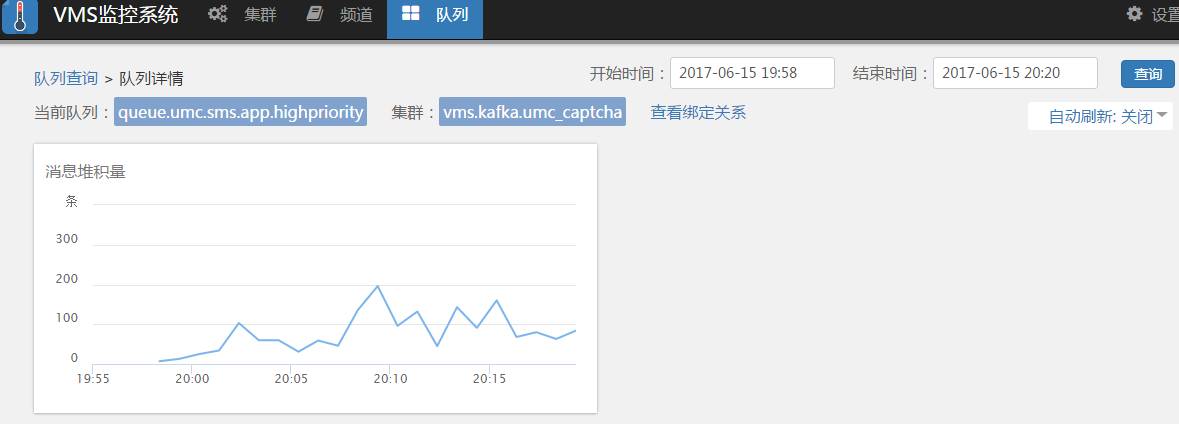 VMS监控系统 集群 频道 队列 设置
队列查询 > 队列详情 开始时间： 2017-06-15 19:58 结束时间： 2017-06-15 20:20 查询
当前队列： queue.umc.sms.app.highpriority 集群： vms.kafka.umc_captcha 查看绑定关系 自动刷新: 关闭
消息堆积量
条
300
200
100
0
19:55 20:00 20:05 20:10 20:15